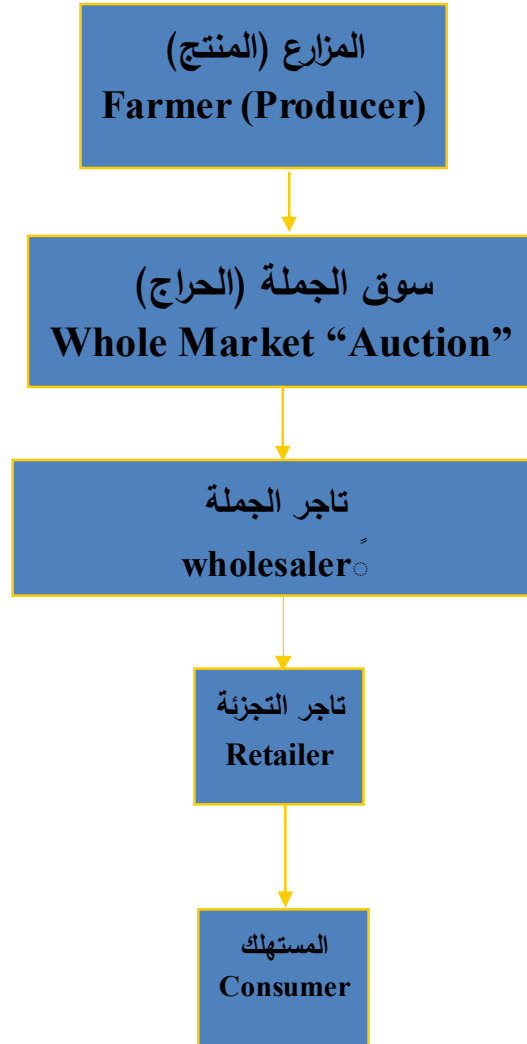 المزارع (المنتج)
Farmer (Producer)
سوق الجملة (الحراج)
Whole Market “Auction”
تاجر الجملة
wholesalerً
تاجر التجزئة
Retailer
المستهلك
Consumer